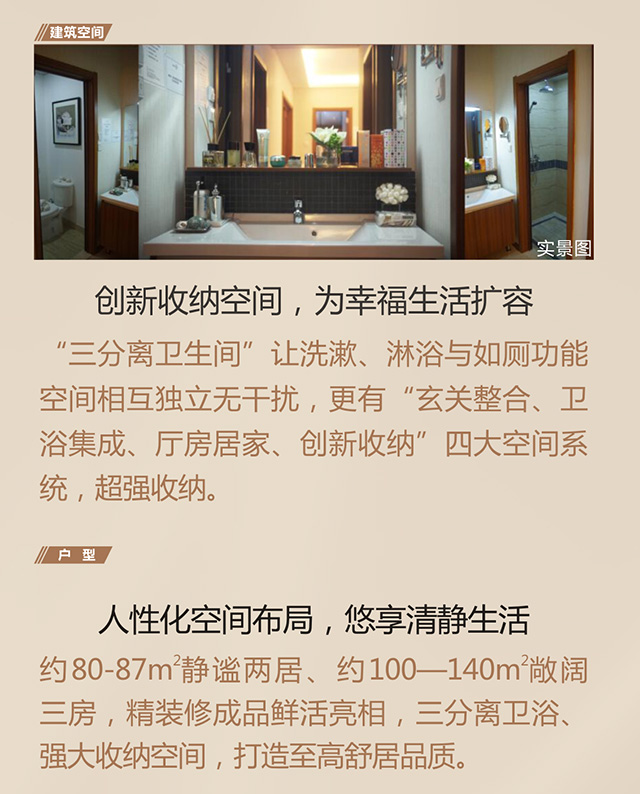 建筑空间
实景图
创新收纳空间，为幸福生活扩容
“三分离卫生间”让洗漱、淋浴与如厕功能
空间相互独立无干扰，更有“玄关整合、卫
浴集成、厅房居家、创新收纳”四大空间系
统，超强收纳。
户 型
人性化空间布局，悠享清静生活
约80-87m²静谧两居、约100—140m²敞阔
三房，精装修成品鲜活亮相，三分离卫浴、
强大收纳空间，打造至高舒居品质。